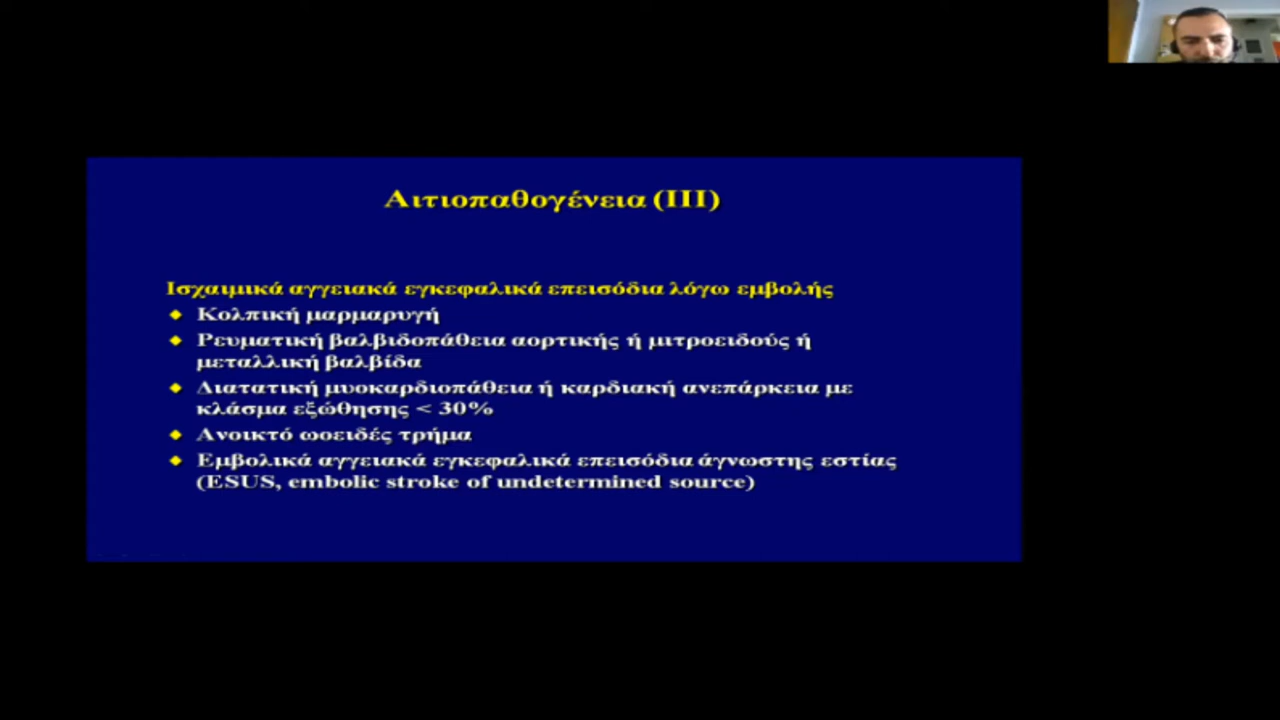 Αιτιοπαθογένεια (ΙΙΙ)
Ισχαιμικά αγγειακά εγκεφαλικά επεισόδια λόγω εμβολής
Κολπική μαρμαρυγή
Ρευματική βαλβιδοπάθεια αορτικής ή μιτροειδούς ή
μεταλλική βαλβίδα
Διατατική μυοκαρδιοπάθεια ή καρδιακή ανεπάρκεια με
κλάσμα εξώθησης < 30%
Ανοικτό ωοειδές τρήμα
Εμβολικά αγγειακά εγκεφαλικά επεισόδια άγνωστης εστίας
(ESUS, embolic stroke of undetermined source)